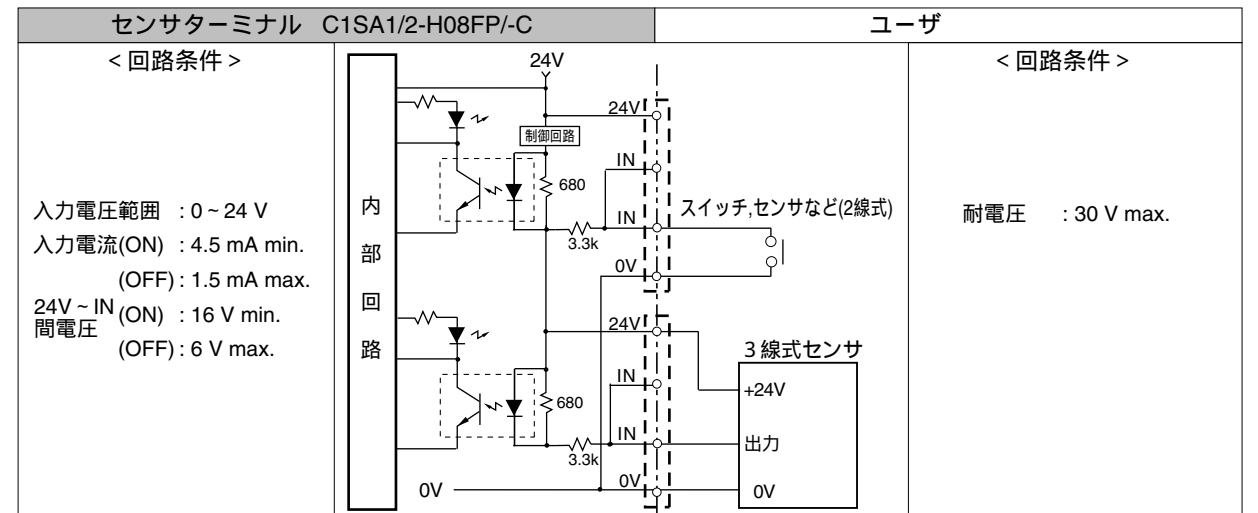 センサターミナル C1SA1/2-H08FP/-C
ユーザ
< 回路条件 >
入力電圧範囲 : 0 ~ 24 V
入力電流(ON) : 4.5 mA min.
(OFF) : 1.5 mA max.
24V ~ IN
間電圧
(ON) : 16 V min.
(OFF) : 6 V max.
内
部
回
路
24V
制御回路
680
3.3k
24V
IN
IN
0V
スイッチ,センサなど(2線式)
680
3.3k
24V
IN
IN
0V
0V
3 線式センサ
+24V
出力
0V
< 回路条件 >
耐電圧 : 30 V max.